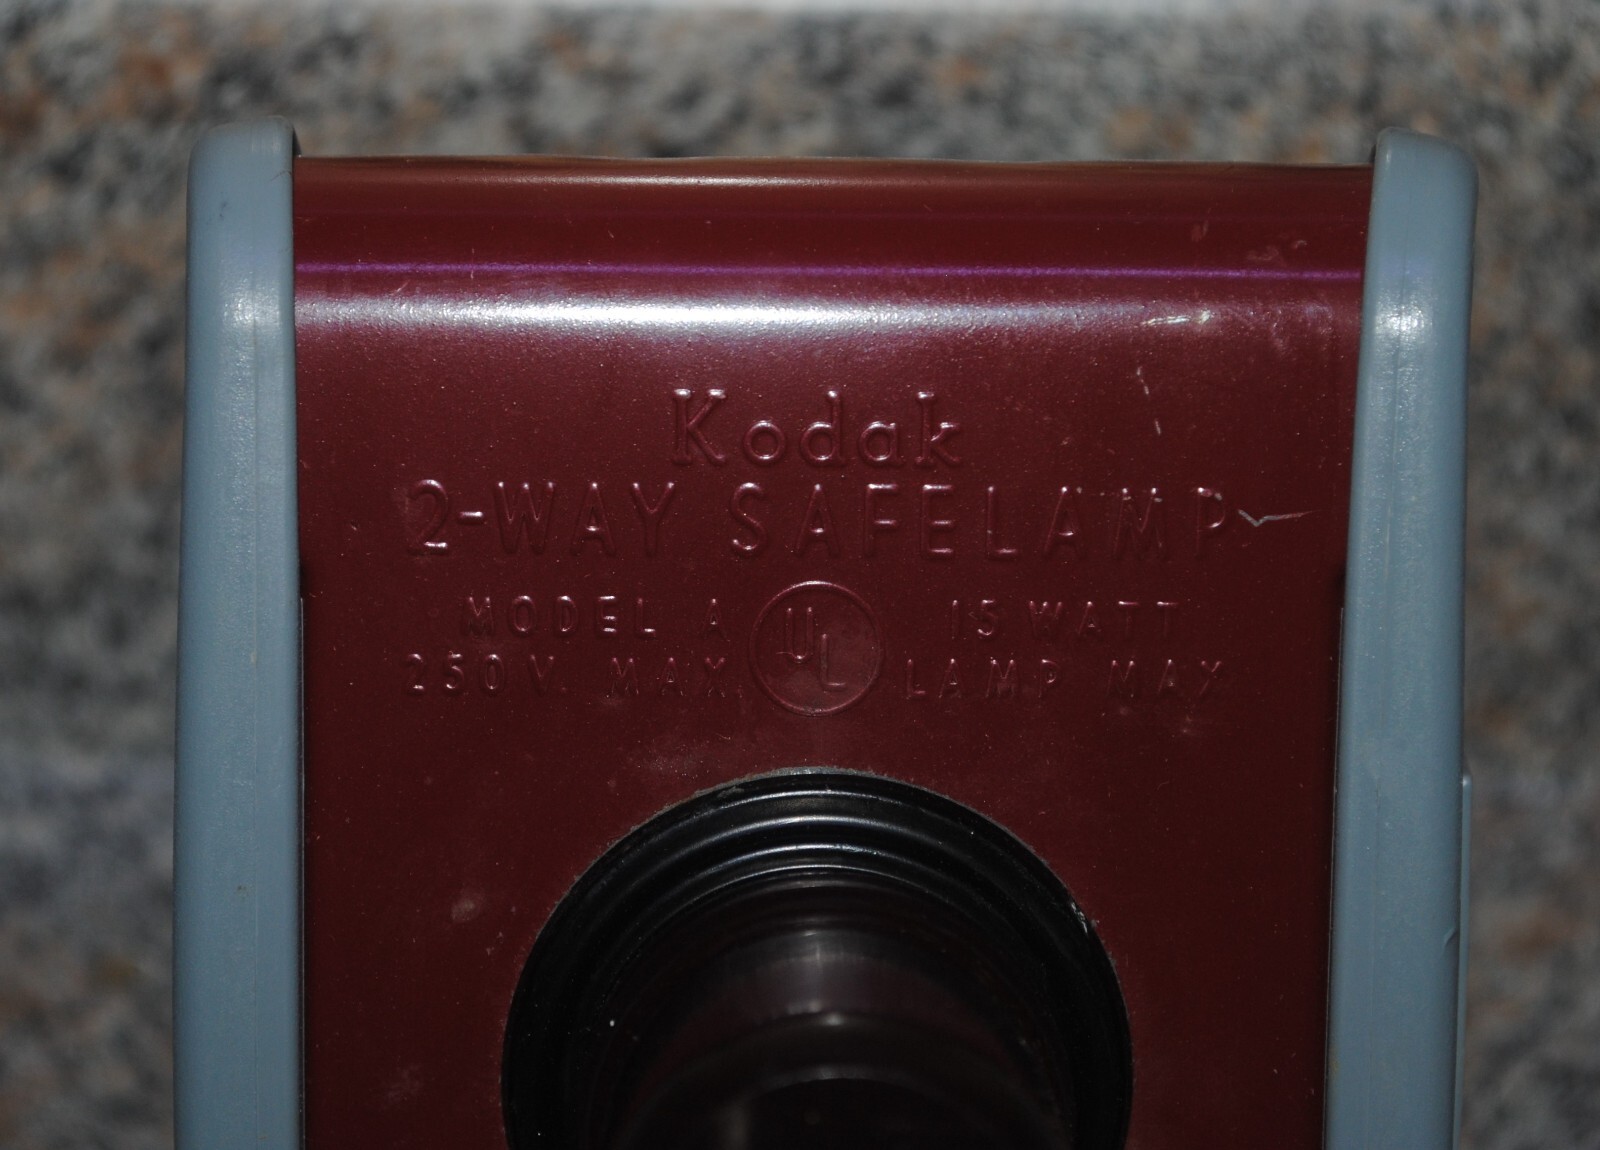 Kodak
2-WAY SAFELAMP
MODEL A UL 15 WATT
250V. MAX. LAMP MAX